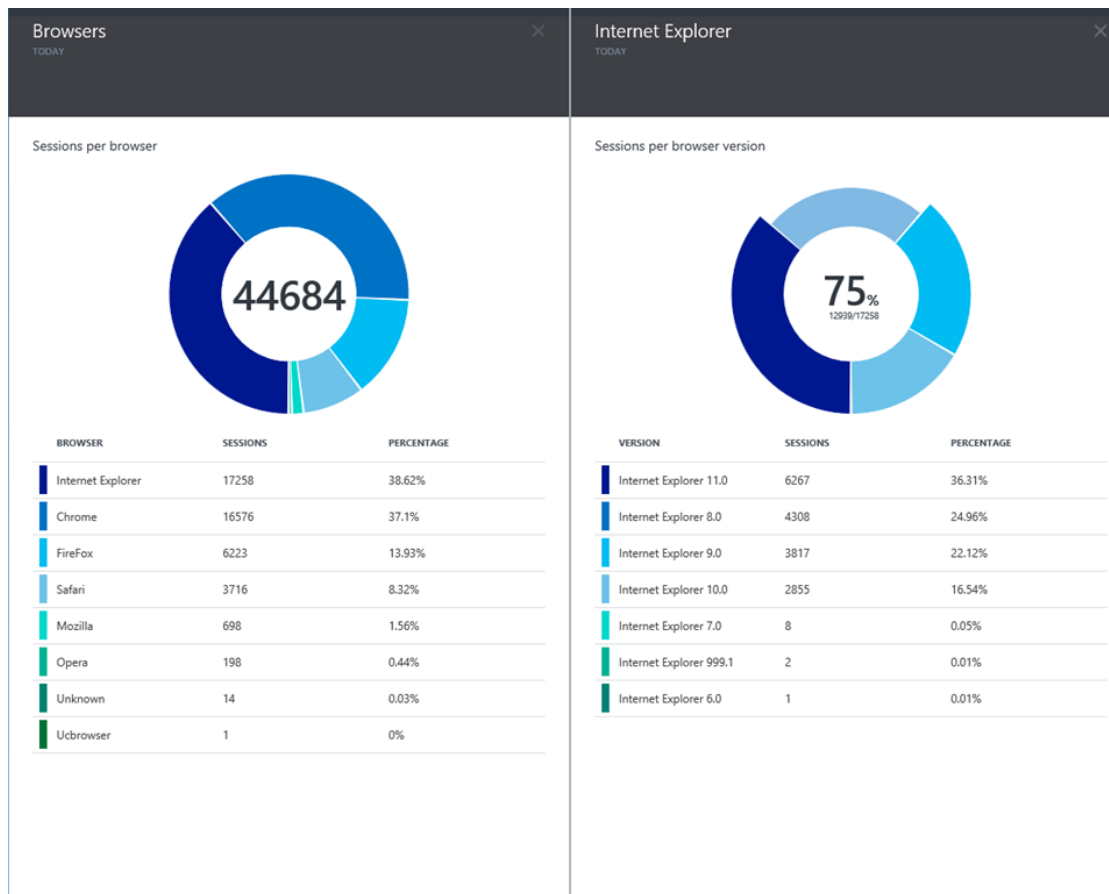 Browsers
TODAY
Sessions per browser
44684
BROWSER SESSIONS PERCENTAGE
Internet Explorer 17258 38.62%
Chrome 16576 37.1%
FireFox 6223 13.93%
Safari 3716 8.32%
Mozilla 698 1.56%
Opera 198 0.44%
Unknown 14 0.03%
Ucbrowser 1 0%
Internet Explorer
TODAY
Sessions per browser version
75%
12939/17258
VERSION SESSIONS PERCENTAGE
Internet Explorer 11.0 6267 36.31%
Internet Explorer 8.0 4308 24.96%
Internet Explorer 9.0 3817 22.12%
Internet Explorer 10.0 2855 16.54%
Internet Explorer 7.0 8 0.05%
Internet Explorer 999.1 2 0.01%
Internet Explorer 6.0 1 0.01%